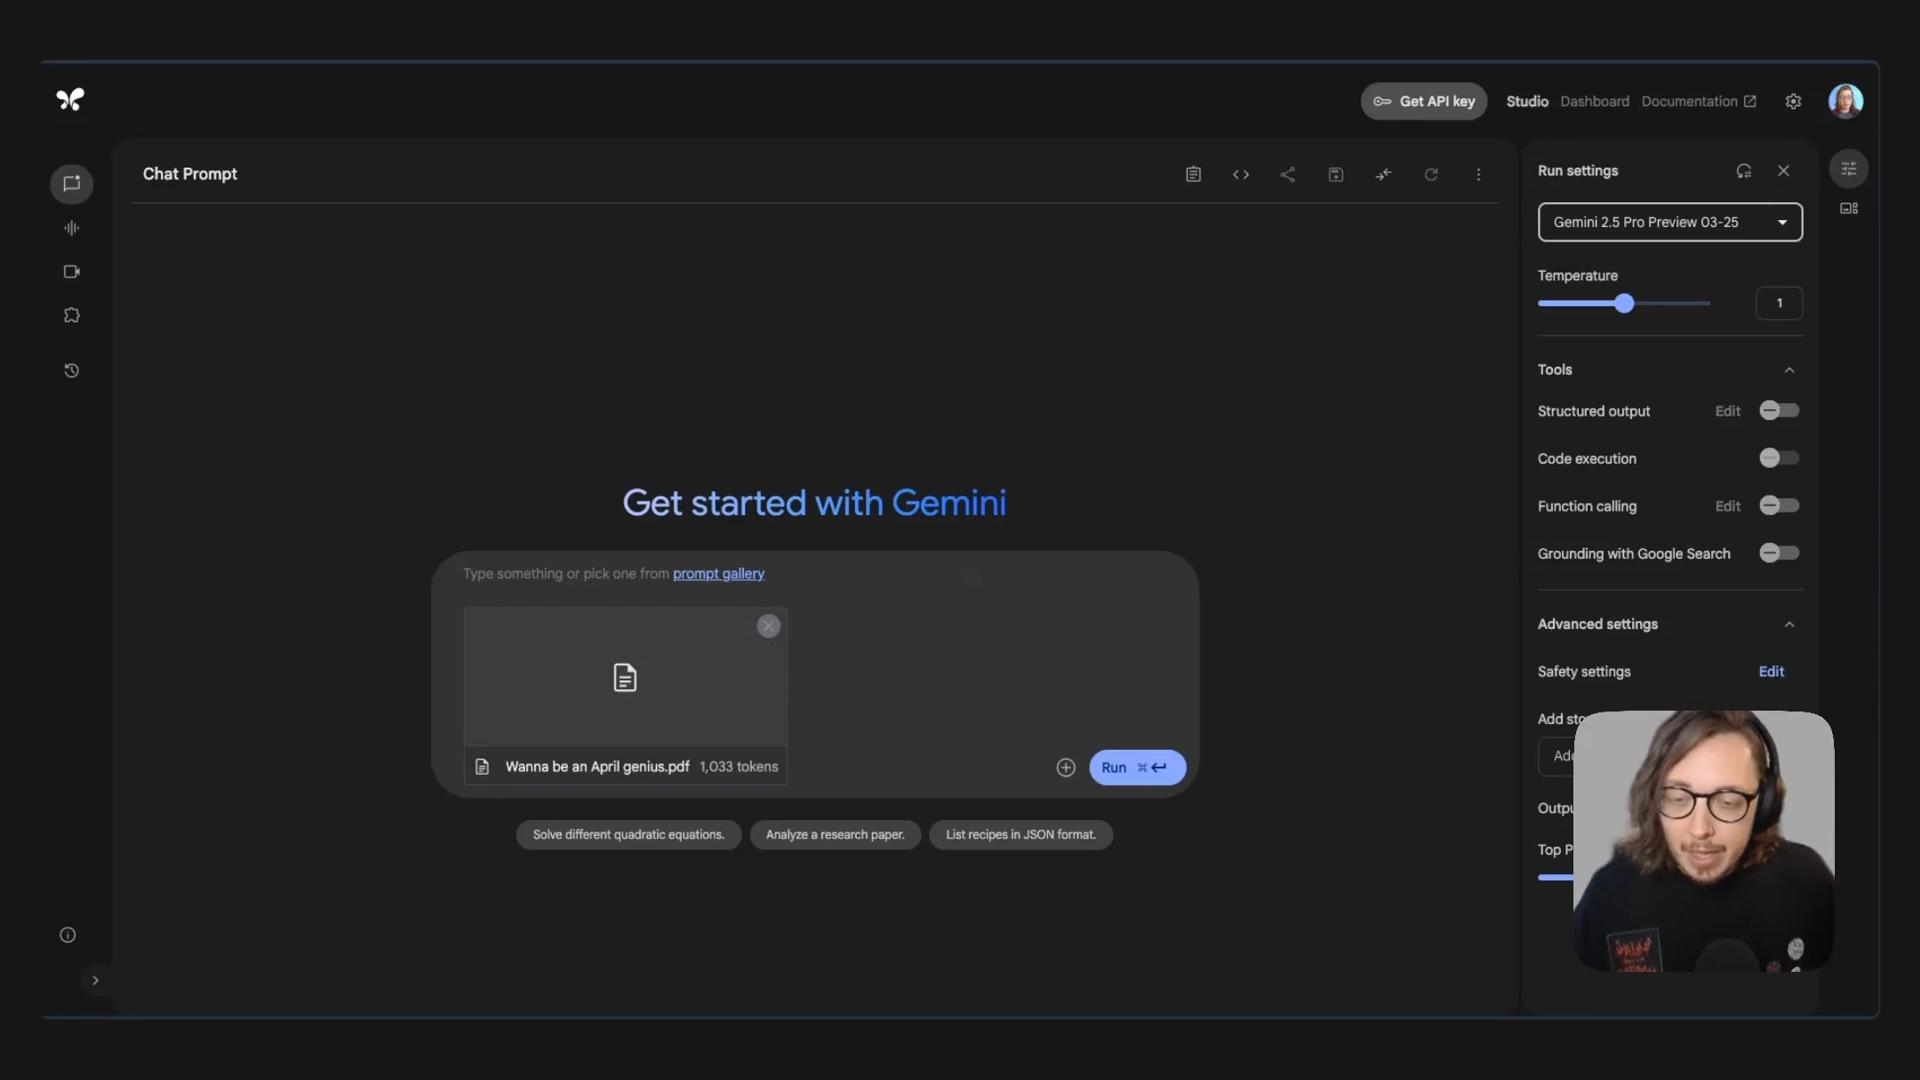 Get API key
Studio
Dashboard
Documentation
Chat Prompt
Run settings
Gemini 2.5 Pro Preview 03-25
Temperature
1
Tools
Structured output
Edit
Code execution
Function calling
Edit
Grounding with Google Search
Advanced settings
Safety settings
Edit
Get started with Gemini
Type something or pick one from prompt gallery
Wanna be an April genius.pdf 1,033 tokens
Run ⌘
Solve different quadratic equations.
Analyze a research paper.
List recipes in JSON format.
Add
Top P